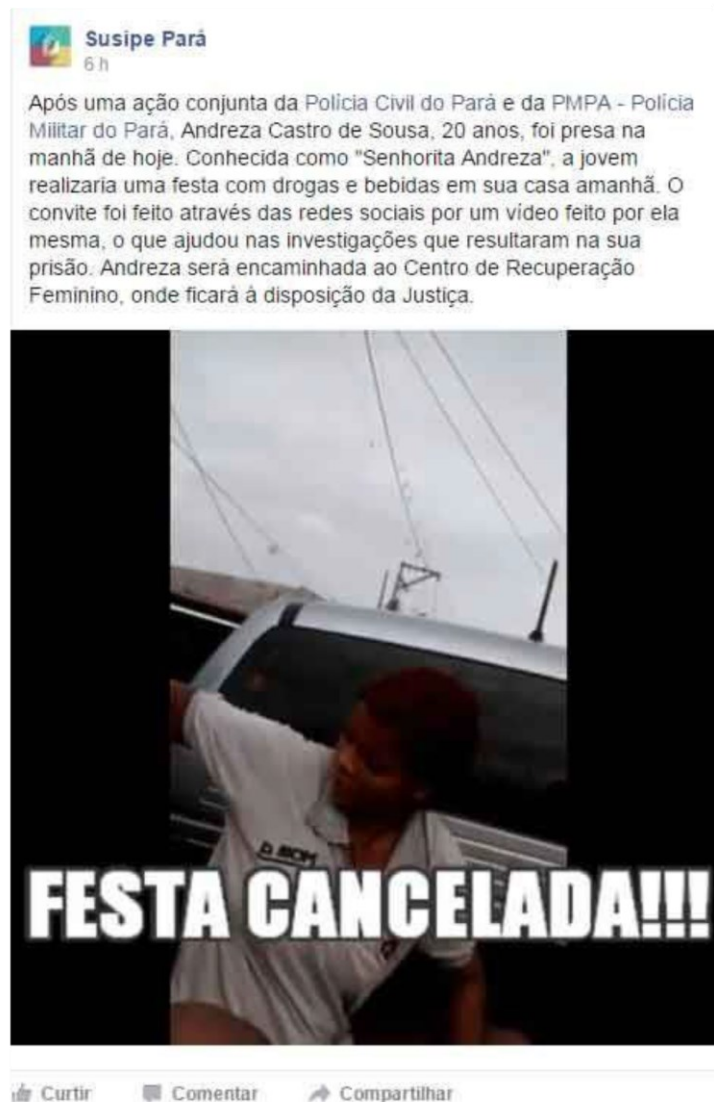 Susipe Pará
6 h
Após uma ação conjunta da Polícia Civil do Pará e da PMPA - Polícia
Militar do Pará, Andreza Castro de Sousa, 20 anos, foi presa na
manhã de hoje. Conhecida como "Senhorita Andreza", a jovem
realizaria uma festa com drogas e bebidas em sua casa amanhã. O
convite foi feito através das redes sociais por um vídeo feito por ela
mesma, o que ajudou nas investigações que resultaram na sua
prisão. Andreza será encaminhada ao Centro de Recuperação
Feminino, onde ficará à disposição da Justiça.
FESTA CANCELADA!!!
Curtir Comentar Compartilhar